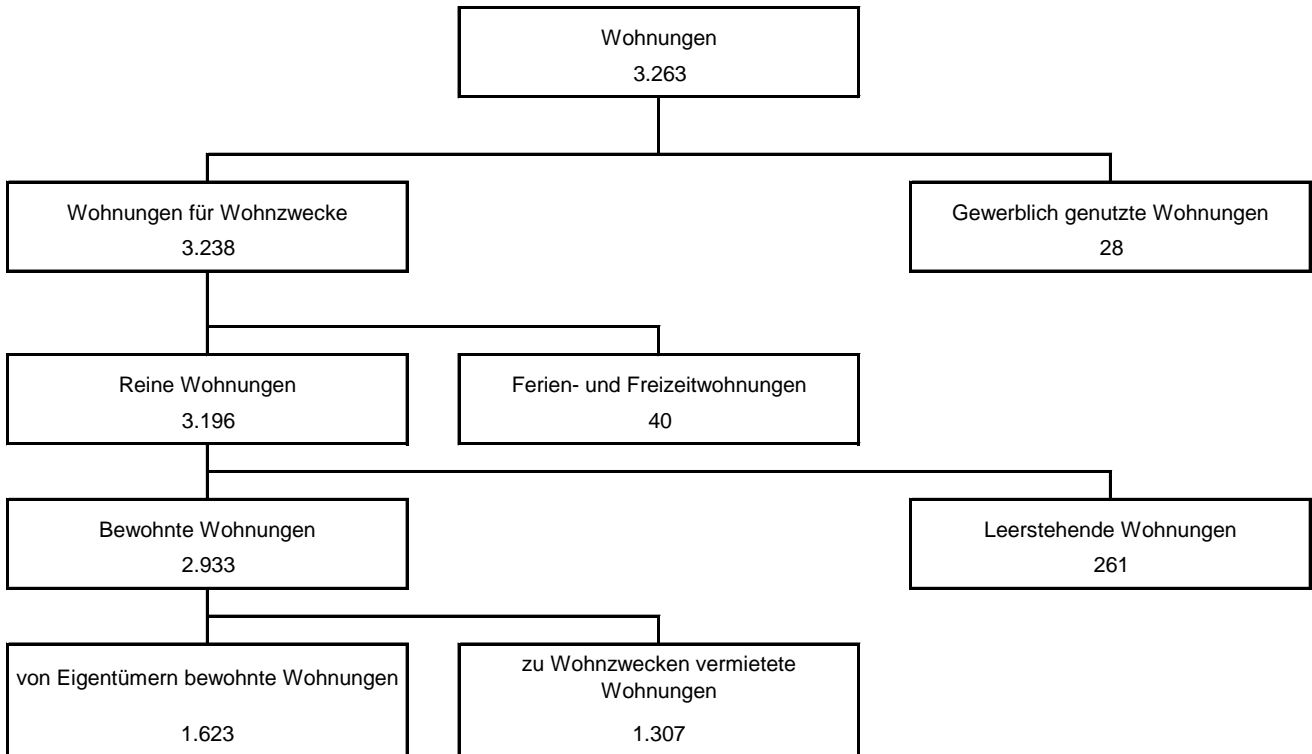 Wohnungen
3.263
Wohnungen für Wohnzwecke
3.238
Gewerblich genutzte Wohnungen
28
Reine Wohnungen
3.196
Ferien- und Freizeitwohnungen
40
Bewohnte Wohnungen
2.933
Leerstehende Wohnungen
261
von Eigentümern bewohnte Wohnungen
1.623
zu Wohnzwecken vermietete
Wohnungen
1.307